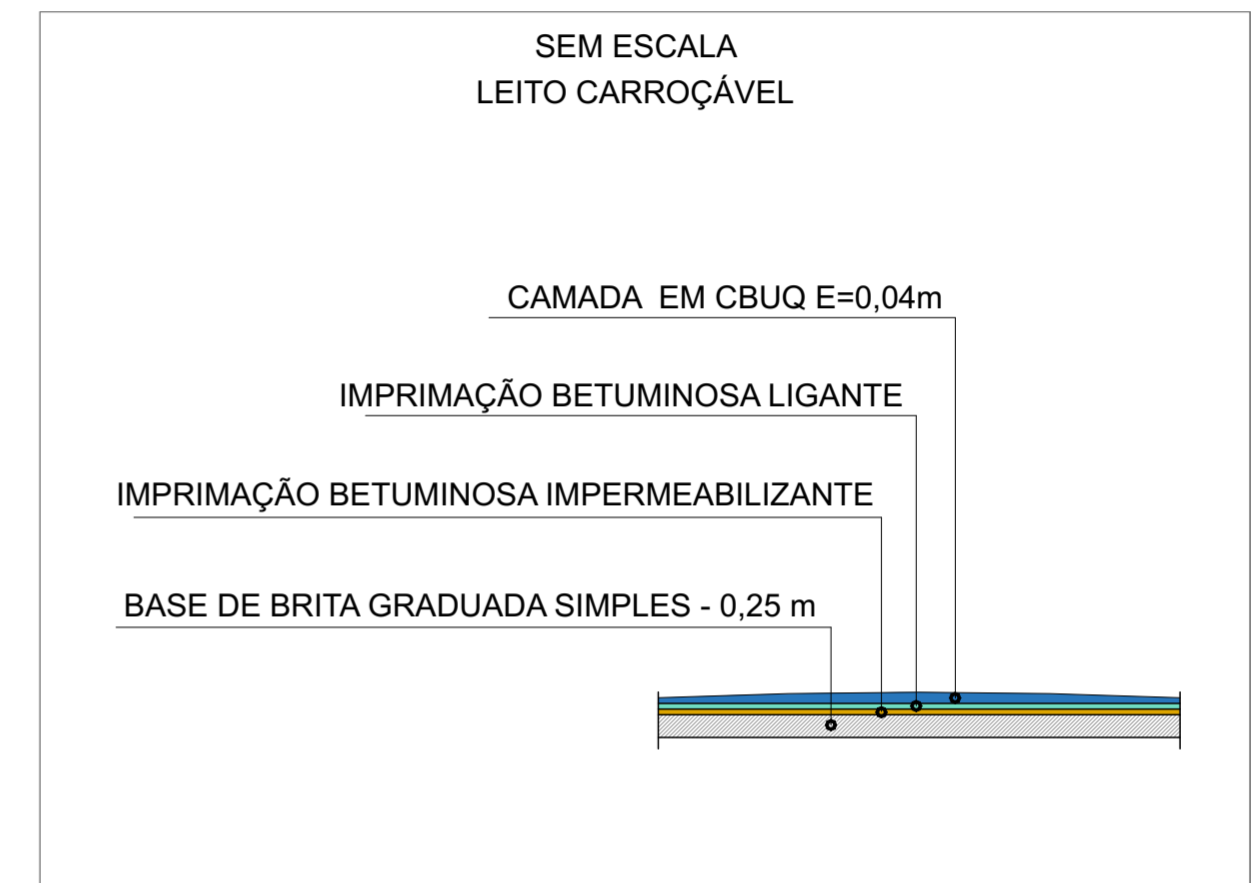 SEM ESCALA
LEITO CARROÇÁVEL
CAMADA EM CBUQ E=0,04m
IMPRIMAÇÃO BETUMINOSA LIGANTE
IMPRIMAÇÃO BETUMINOSA IMPERMEABILIZANTE
BASE DE BRITA GRADUADA SIMPLES - 0,25 m